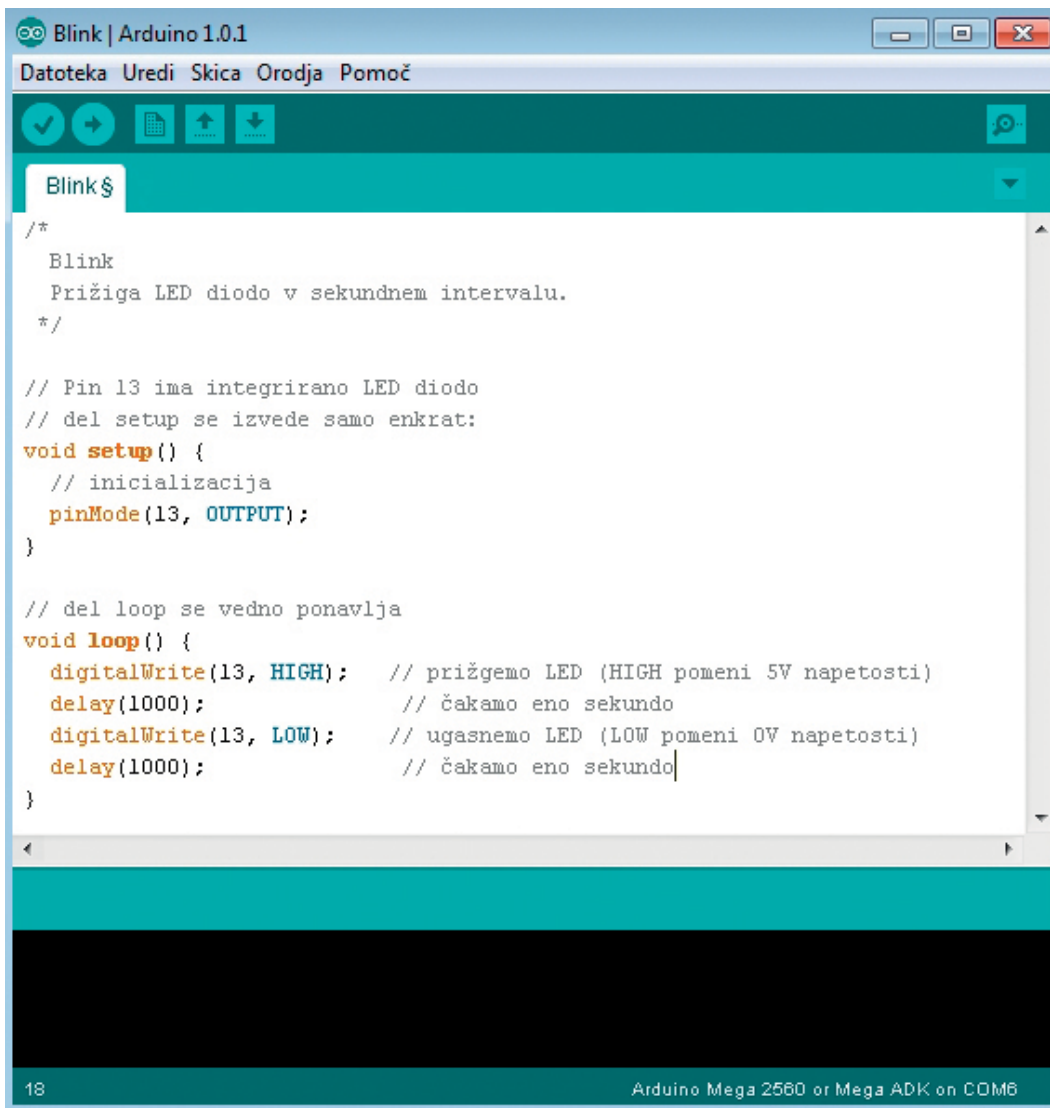 Blink | Arduino 1.0.1
Datoteka Uredi Skica Orodja Pomoč
Blink §
/*
  Blink
  Prižiga LED diodo v sekundnem intervalu.
 */

// Pin 13 ima integrirano LED diodo
// del setup se izvede samo enkrat:
void setup() {
  // inicializacija
  pinMode(13, OUTPUT);
}

// del loop se vedno ponavlja
void loop() {
  digitalWrite(13, HIGH);   // prižgemo LED (HIGH pomeni 5V napetosti)
  delay(1000);               // čakamo eno sekundo
  digitalWrite(13, LOW);    // ugasnemo LED (LOW pomeni 0V napetosti)
  delay(1000);               // čakamo eno sekundo
}
18 Arduino Mega 2560 or Mega ADK on COM6